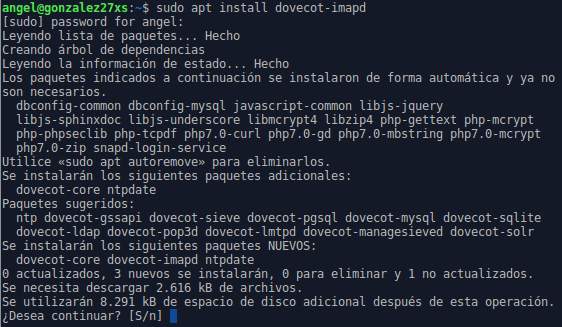 angel@gonzalez27xs:~$ sudo apt install dovecot-imapd
[sudo] password for angel:
Leyendo lista de paquetes... Hecho
Creando árbol de dependencias
Leyendo la información de estado... Hecho
Los paquetes indicados a continuación se instalaron de forma automática y ya no
son necesarios.
  dbconfig-common dbconfig-mysql javascript-common libjs-jquery
  libjs-sphinxdoc libjs-underscore libmcrypt4 libzip4 php-gettext php-mcrypt
  php-phpseclib php-tcpdf php7.0-curl php7.0-gd php7.0-mbstring php7.0-mcrypt
  php7.0-zip snapd-login-service
Utilice «sudo apt autoremove» para eliminarlos.
Se instalarán los siguientes paquetes adicionales:
  dovecot-core ntpdate
Paquetes sugeridos:
  ntp dovecot-gssapi dovecot-sieve dovecot-pgsql dovecot-mysql dovecot-sqlite
  dovecot-ldap dovecot-pop3d dovecot-lmtpd dovecot-managesieved dovecot-solr
Se instalarán los siguientes paquetes NUEVOS:
  dovecot-core dovecot-imapd ntpdate
0 actualizados, 3 nuevos se instalarán, 0 para eliminar y 1 no actualizados.
Se necesita descargar 2.616 kB de archivos.
Se utilizarán 8.291 kB de espacio de disco adicional después de esta operación.
¿Desea continuar? [S/n]